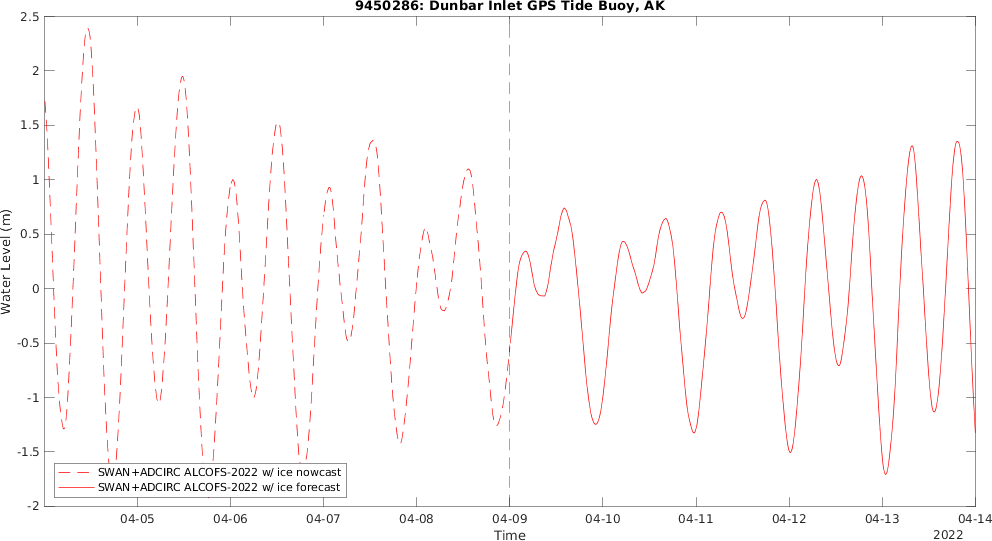 9450286: Dunbar Inlet GPS Tide Buoy, AK
2.5
2
1.5
1
0.5
0
-0.5
-1
-1.5
-2
Water Level (m)
SWAN+ADCIRC ALCOFS-2022 w/ ice nowcast
SWAN+ADCIRC ALCOFS-2022 w/ ice forecast
04-05 04-06 04-07 04-08 04-09 04-10 04-11 04-12 04-13 04-14
Time
2022